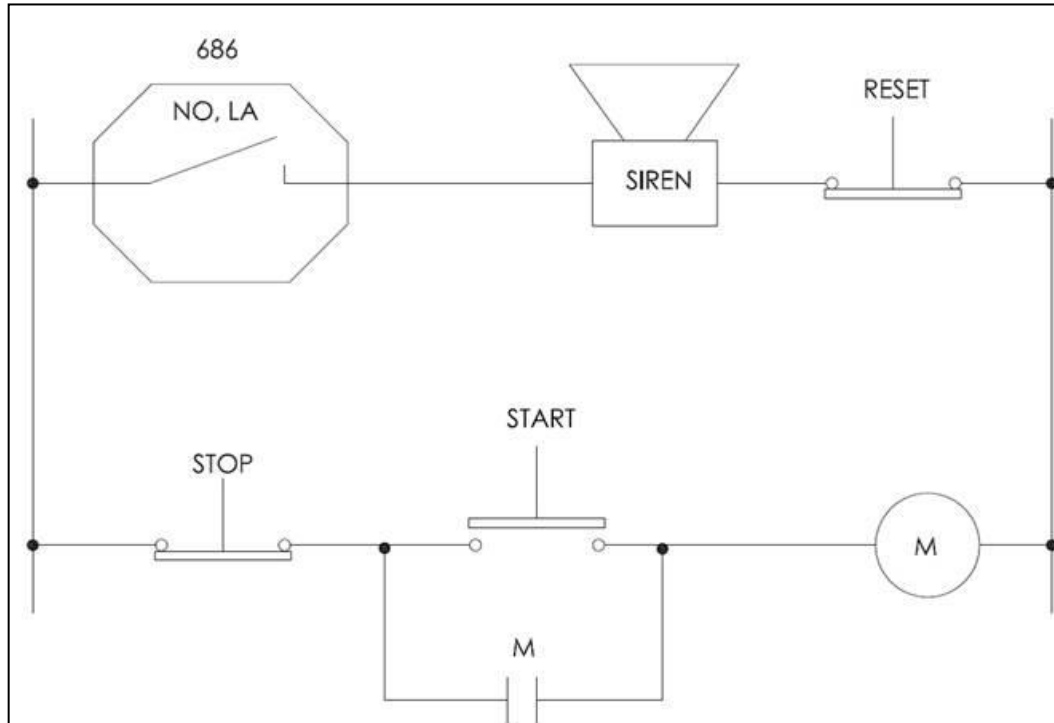 686
NO, LA
RESET
SIREN
START
STOP
M
M